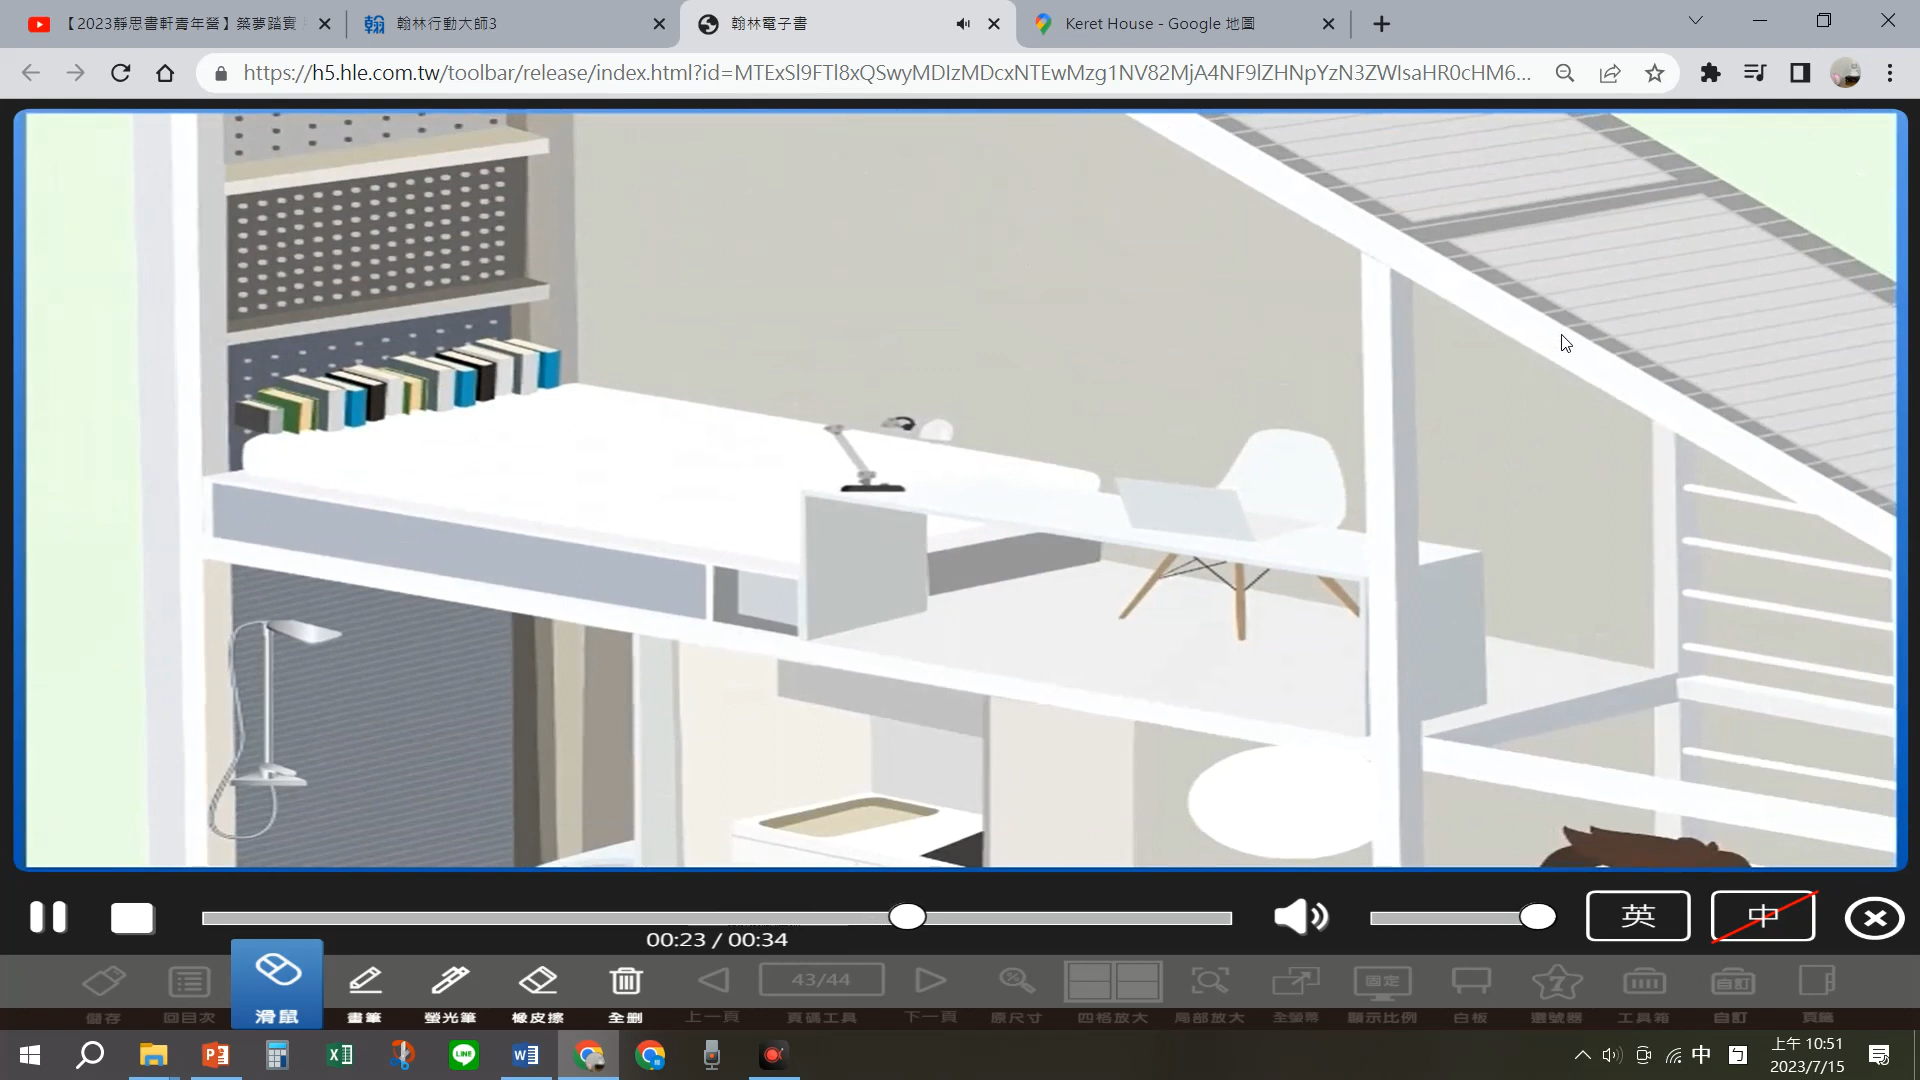 【2023靜思書軒青年營】築夢踏實
翰林行動大師3
翰林電子書
Keret House - Google 地圖
https://h5.hle.com.tw/toolbar/release/index.html?id=MTExSl9FTl8xQSwyMDIzMDcxNTEwMzg1NV82MjA4NF9lZHNpYzN3ZWIsaHR0cHM6...
英
中
00:23 / 00:34
43/44
固定
自訂
儲存
回目次
滑鼠
畫筆
螢光筆
橡皮擦
全刪
上一頁
頁碼工具
下一頁
原尺寸
四格放大
局部放大
全螢幕
顯示比例
白板
選號器
工具箱
自訂
頁籤
中
上午 10:51
2023/7/15